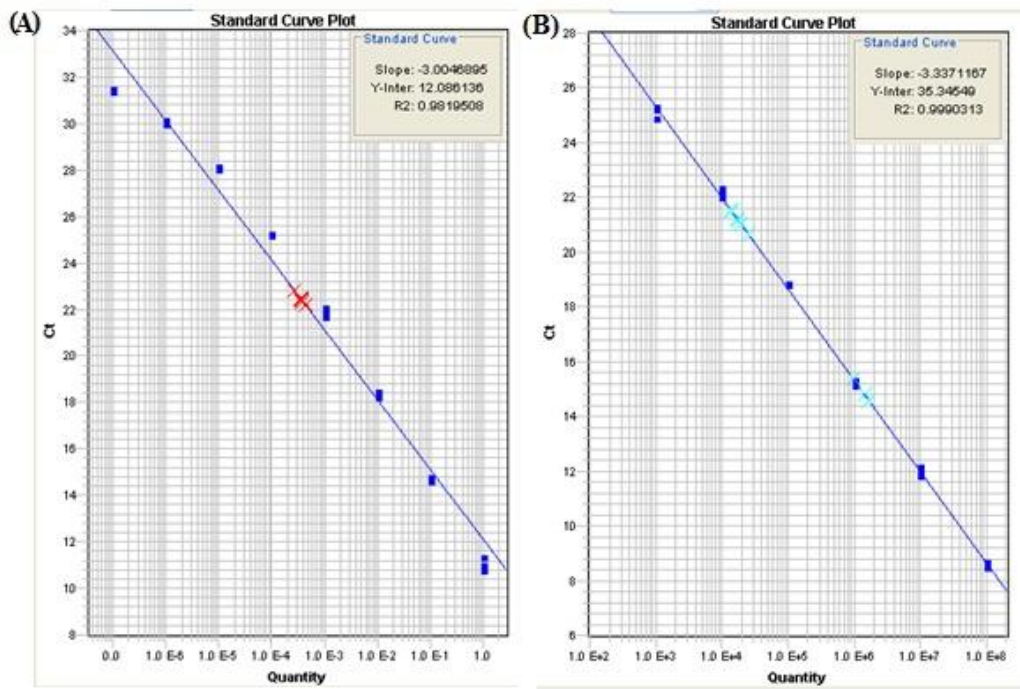 (A)
Standard Curve Plot
Standard Curve
Slope: -3.0046895
Y-Inter: 12.086136
R2: 0.9819508
34
32
30
28
26
24
22
20
18
16
14
12
10
8
Ct
0.0 1.0 E-6 1.0 E-5 1.0 E-4 1.0 E-3 1.0 E-2 1.0 E-1 1.0
Quantity
(B)
Standard Curve Plot
Standard Curve
Slope: -3.3371167
Y-Inter: 35.34549
R2: 0.9990313
28
26
24
22
20
18
16
14
12
10
8
6
Ct
1.0 E+2 1.0 E+3 1.0 E+4 1.0 E+5 1.0 E+6 1.0 E+7 1.0 E+8
Quantity